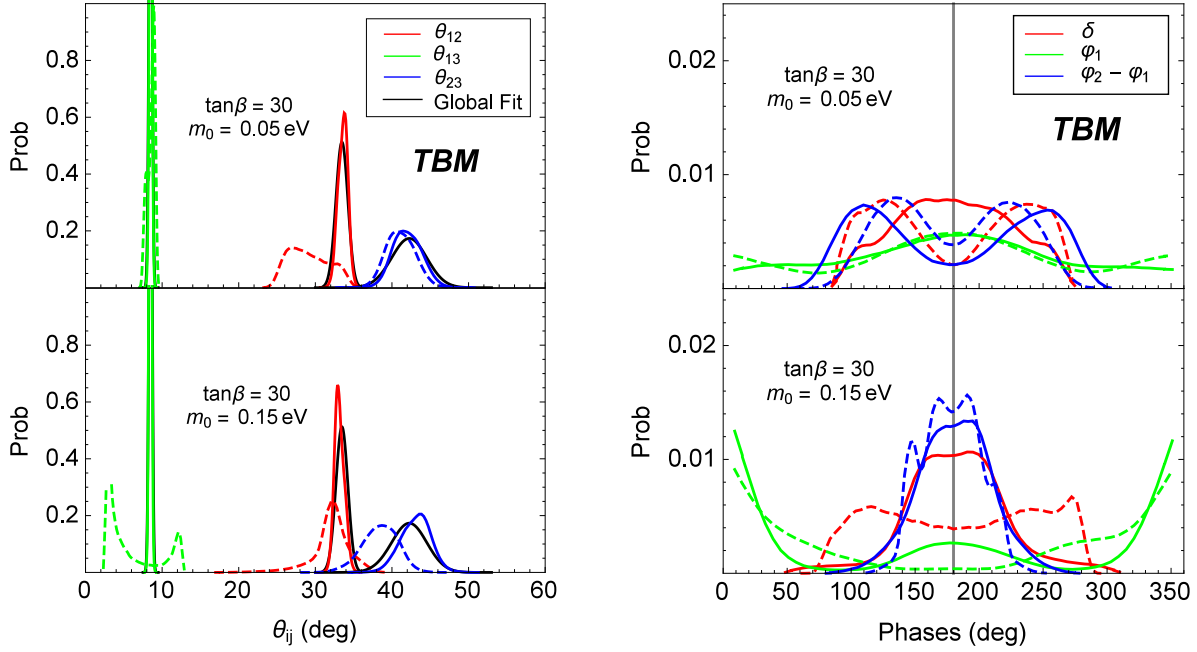 Prob
0.8
0.6
0.4
0.2
θ₁₂
θ₁₃
θ₂₃
Global Fit
tanβ = 30
m₀ = 0.05 eV
TBM
Prob
0.8
0.6
0.4
0.2
tanβ = 30
m₀ = 0.15 eV
0 10 20 30 40 50 60
θᵢⱼ (deg)
Prob
0.02
0.01
δ
φ₁
φ₂ − φ₁
tanβ = 30
m₀ = 0.05 eV
TBM
Prob
0.02
0.01
tanβ = 30
m₀ = 0.15 eV
0 50 100 150 200 250 300 350
Phases (deg)